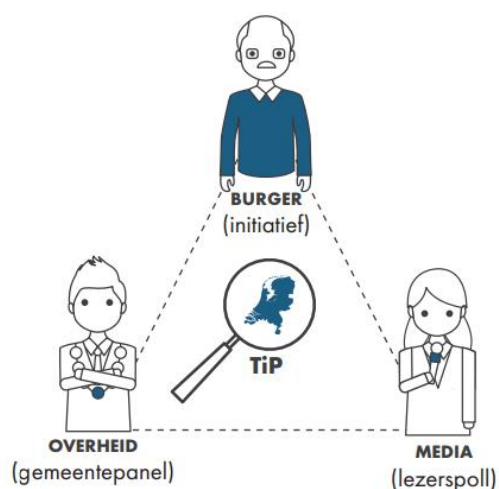 BURGER
(initiatief)
TiP
OVERHEID
(gemeentepanel)
MEDIA
(lezerspoll)